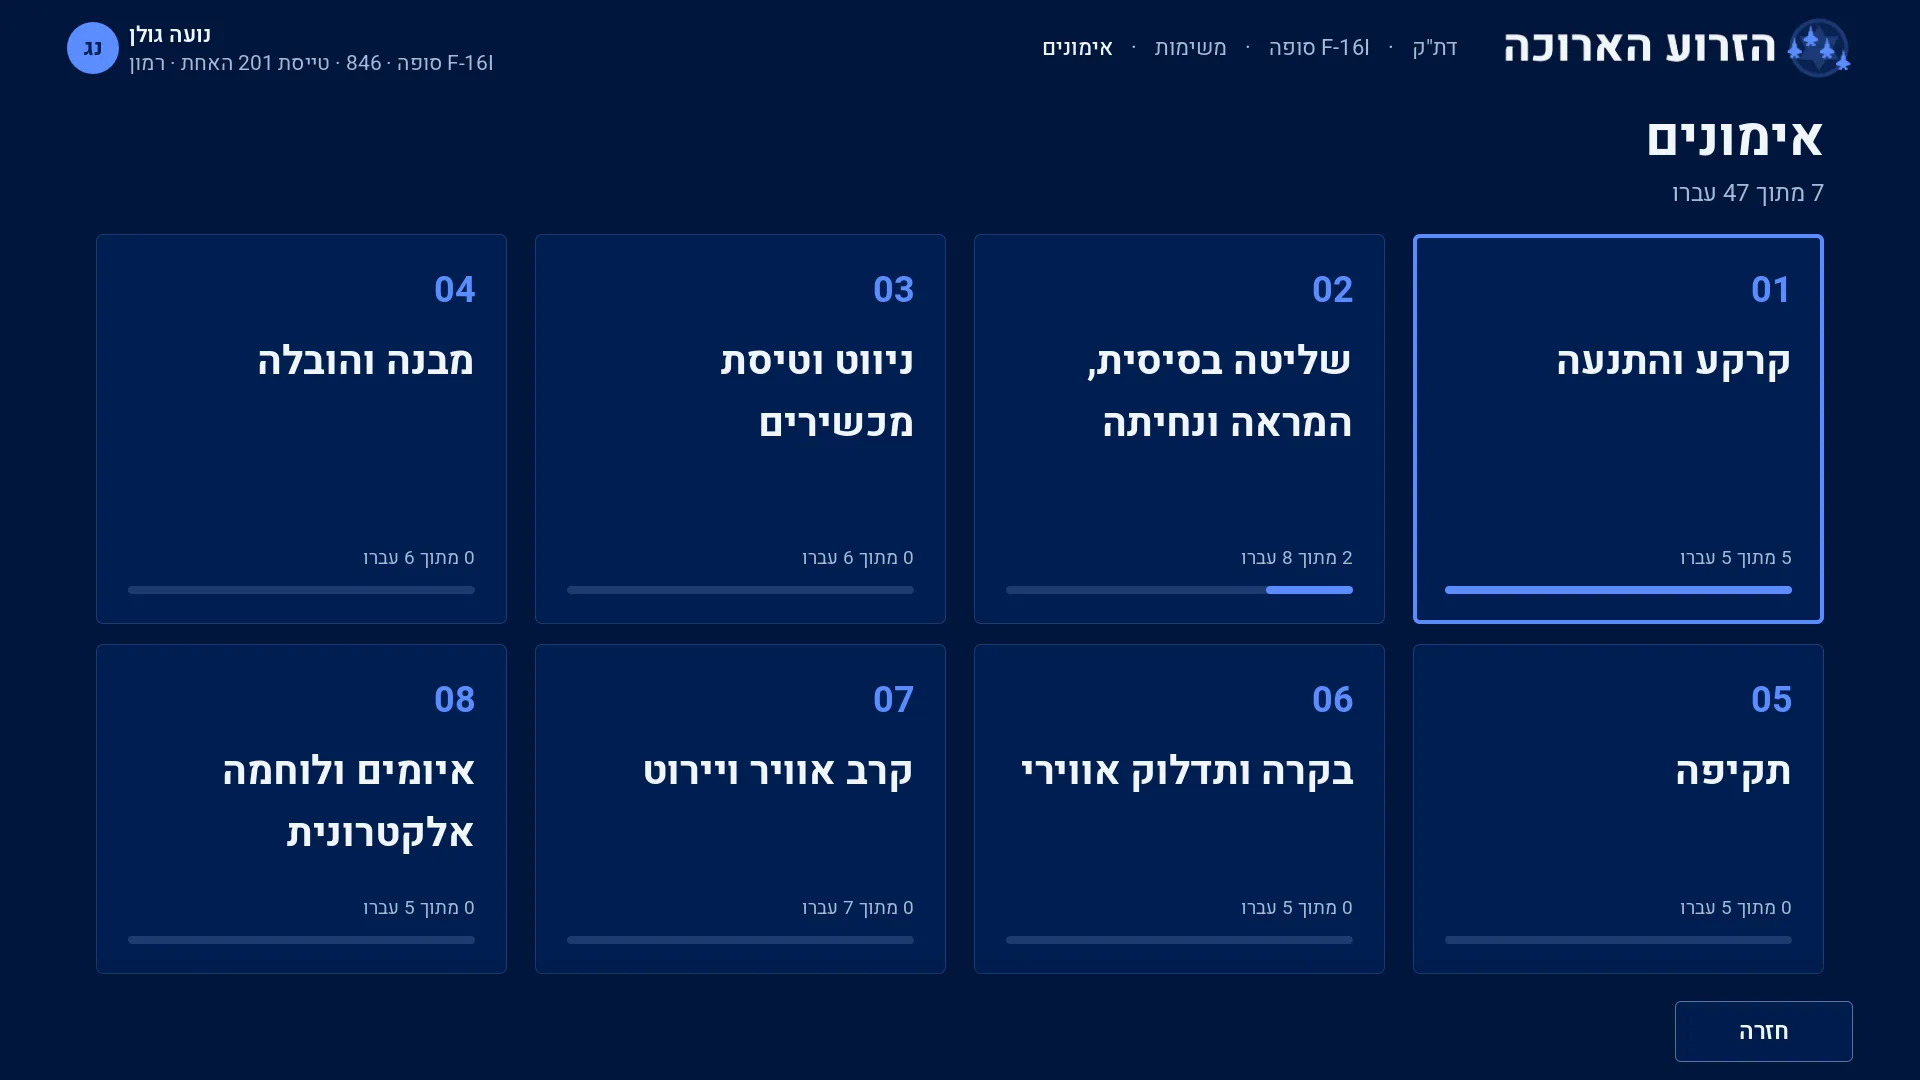 הזרוע הארוכה
דת"ק · F-16I סופה · משימות · אימונים
נועה גולן
F-16I סופה · 846 · טייסת 201 האחת · רמון
נג
אימונים
7 מתוך 47 עברו
01
קרקע והתנעה
5 מתוך 5 עברו
02
שליטה בסיסית,
המראה ונחיתה
2 מתוך 8 עברו
03
ניווט וטיסת
מכשירים
0 מתוך 6 עברו
04
מבנה והובלה
0 מתוך 6 עברו
05
תקיפה
0 מתוך 5 עברו
06
בקרה ותדלוק אווירי
0 מתוך 5 עברו
07
קרב אוויר ויירוט
0 מתוך 7 עברו
08
איומים ולוחמה
אלקטרונית
0 מתוך 5 עברו
חזרה